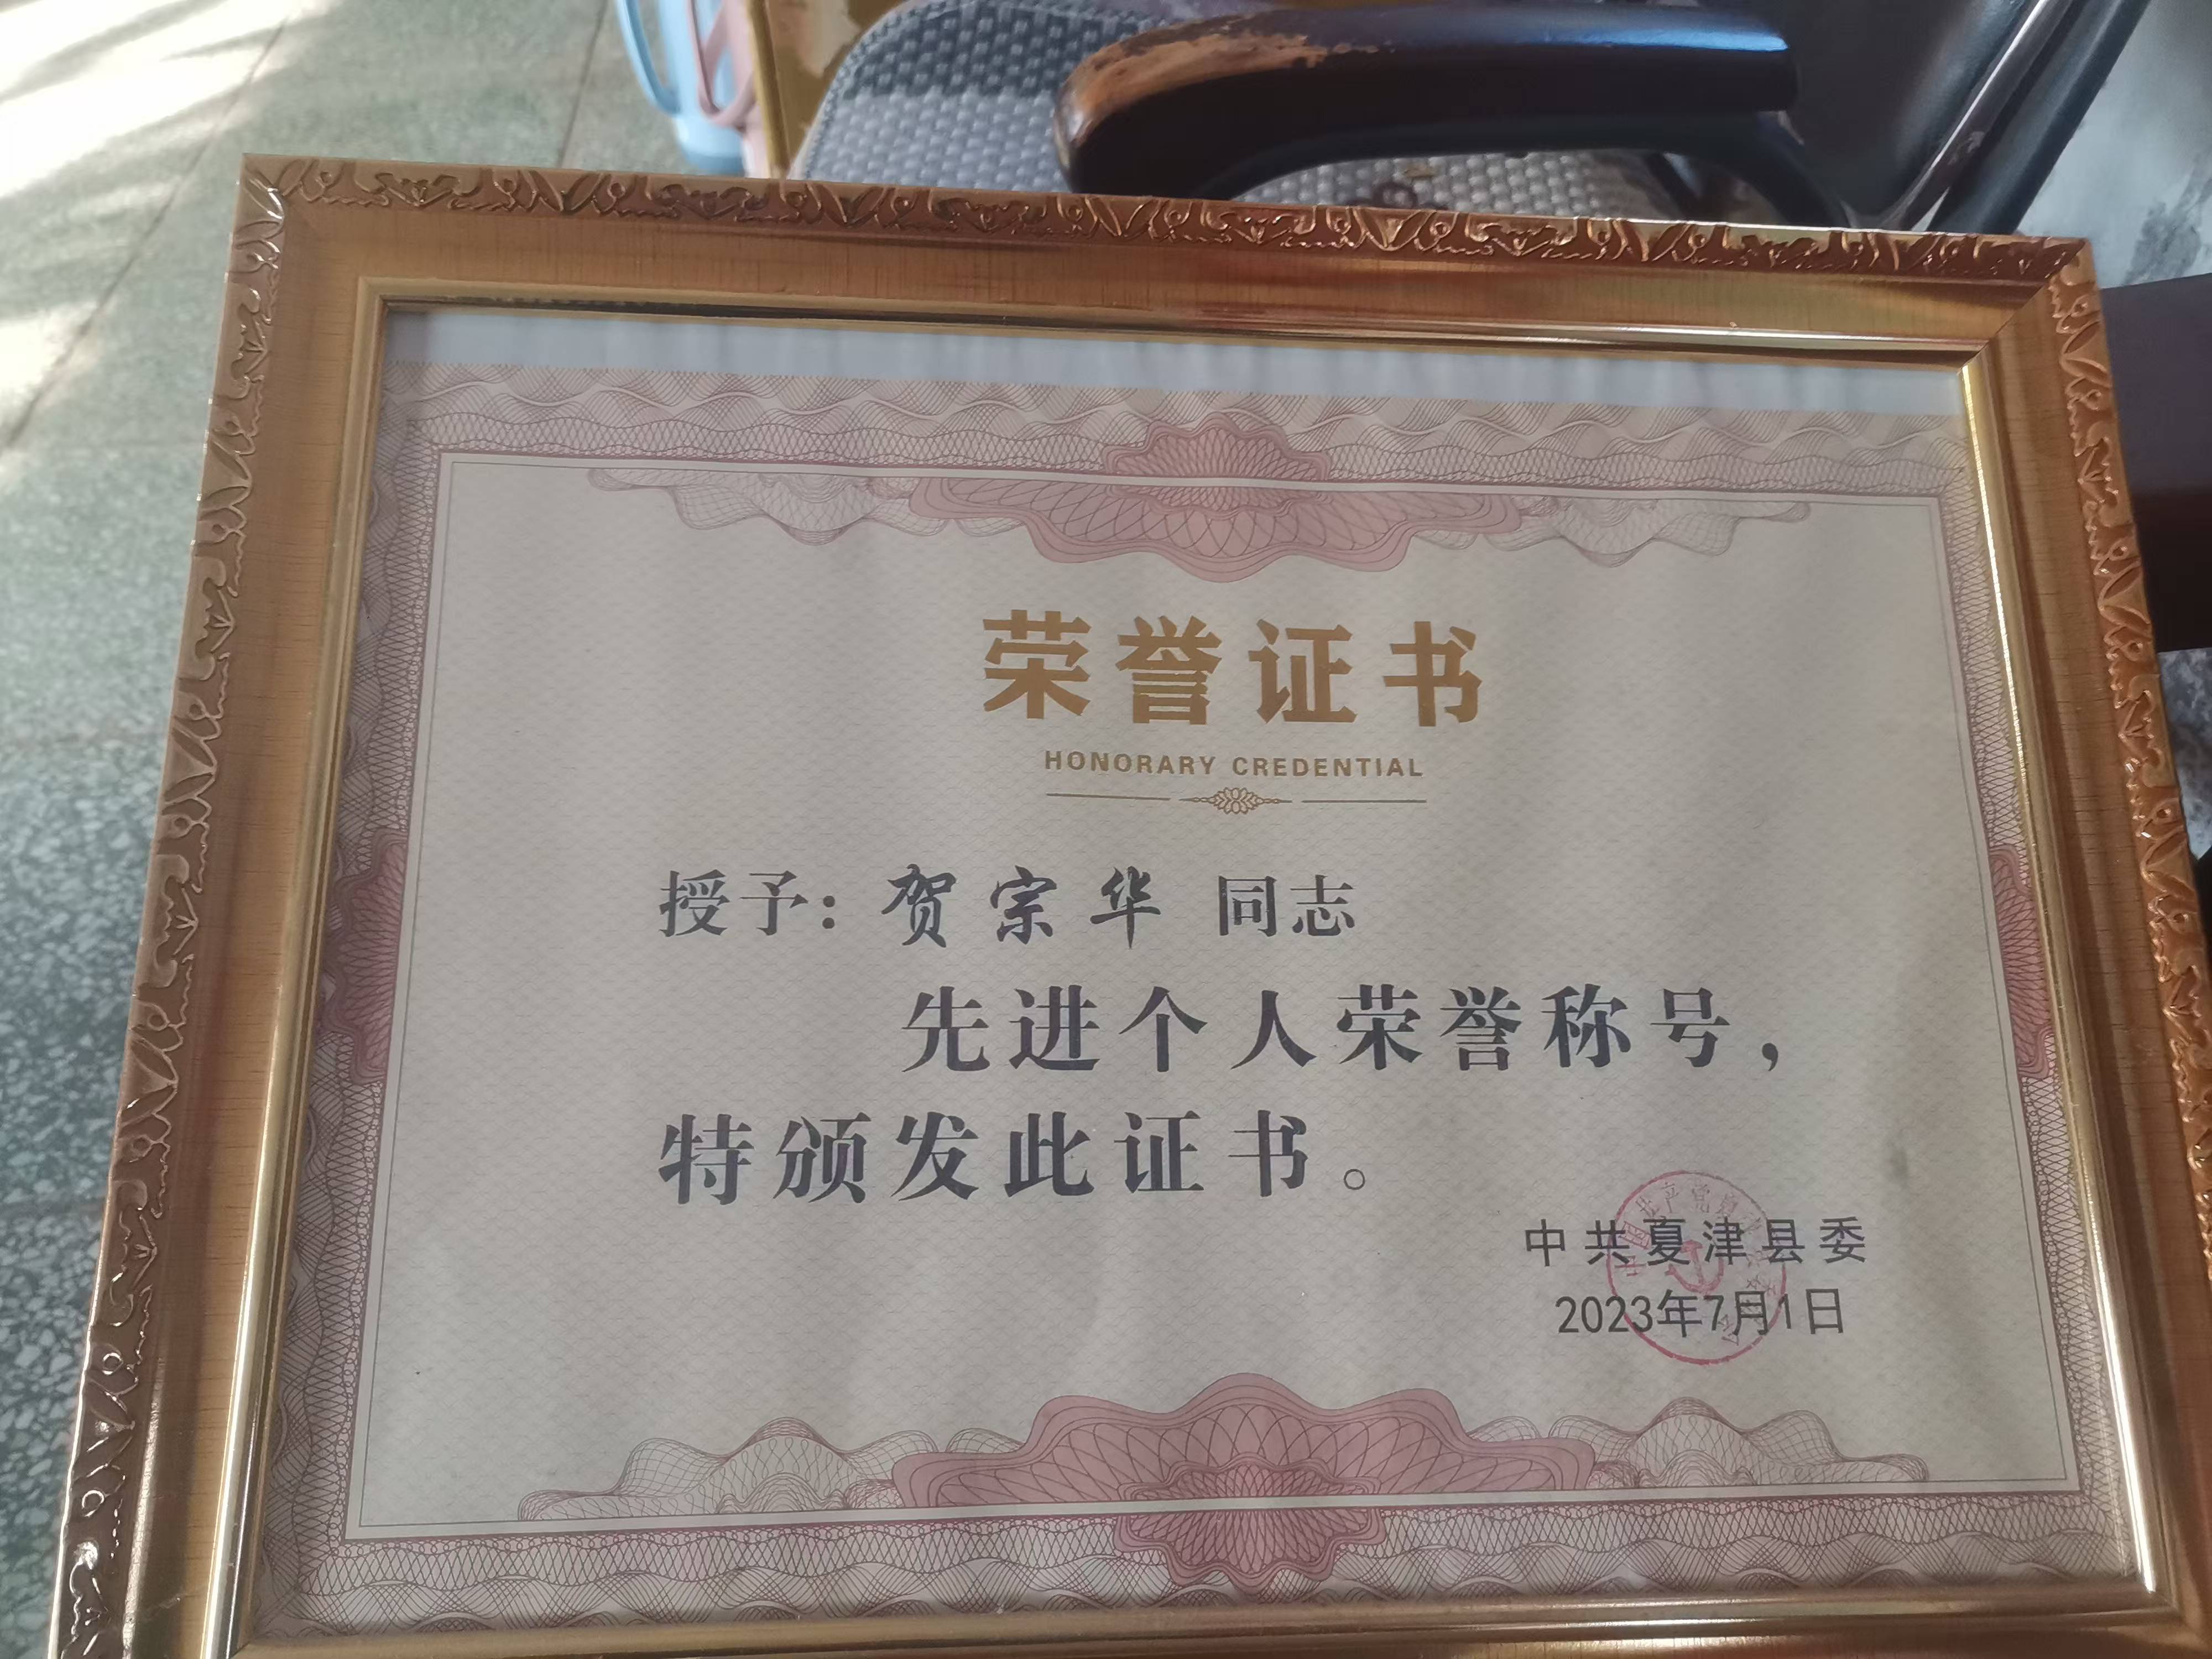 荣誉证书
HONORARY CREDENTIAL
授予：贺宗华 同志
先进个人荣誉称号，
特颁发此证书。
中共夏津县委
2023年7月1日